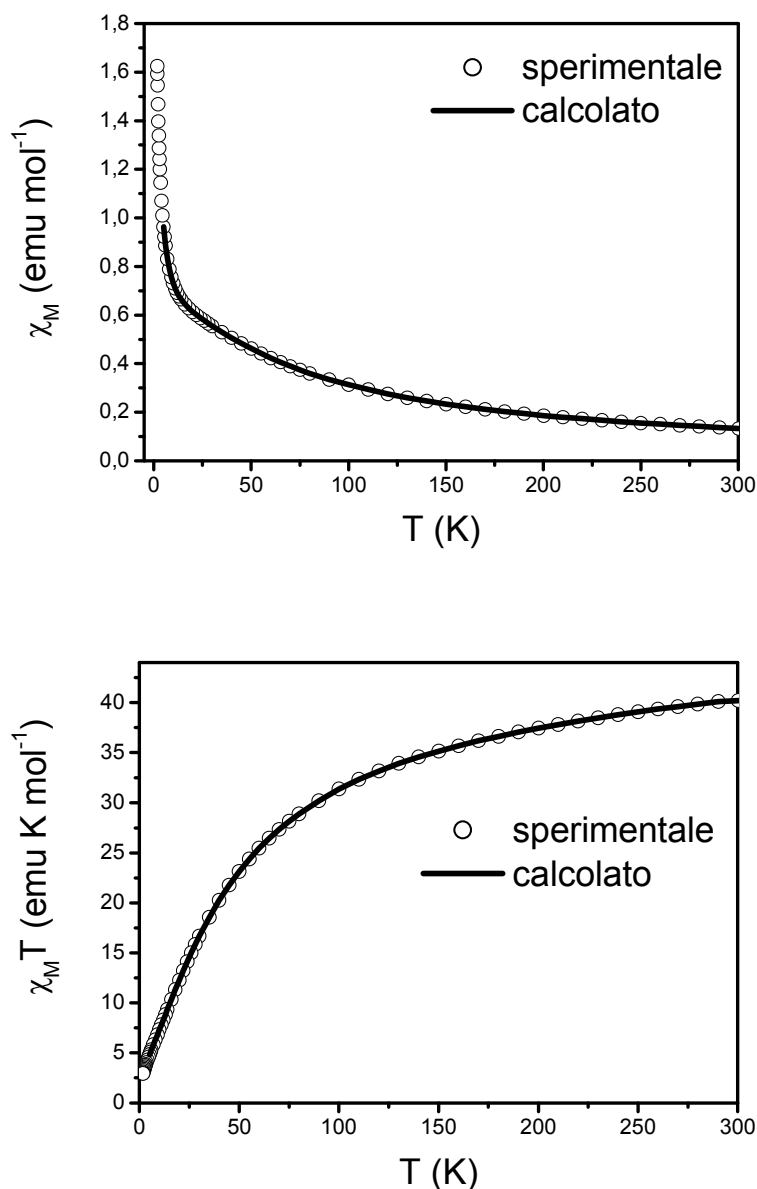 1,8
1,6
1,4
1,2
1,0
0,8
0,6
0,4
0,2
0,0
χM (emu mol⁻¹)
sperimentale
calcolato
0 50 100 150 200 250 300
T (K)
40
35
30
25
20
15
10
5
0
χMT (emu K mol⁻¹)
sperimentale
calcolato
0 50 100 150 200 250 300
T (K)